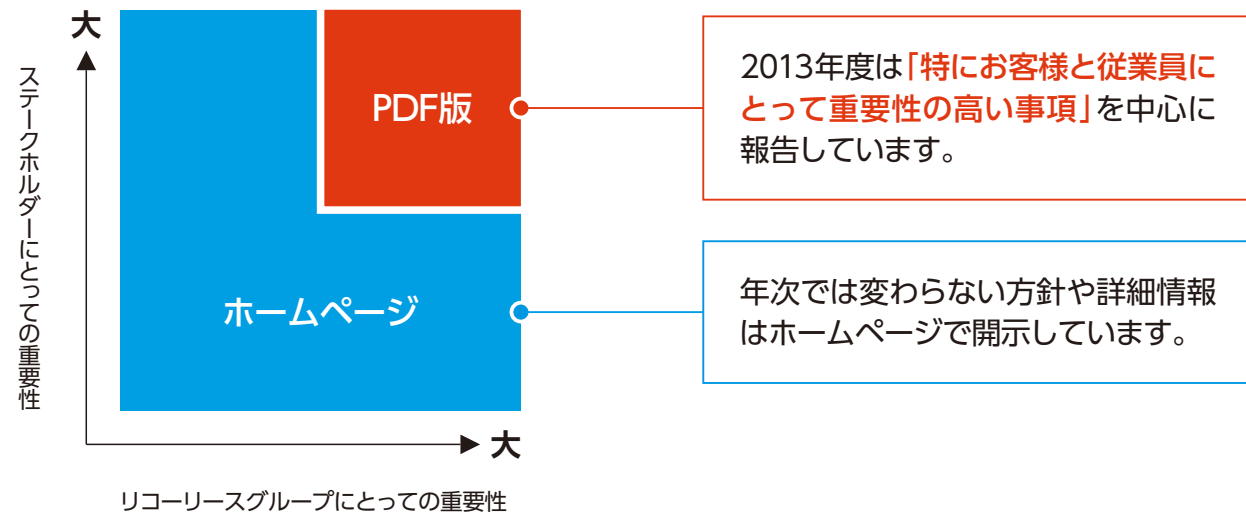 大
ステークホルダーにとっての重要性
PDF版
ホームページ
大
リコーリースグループにとっての重要性
2013年度は「特にお客様と従業員に
とって重要性の高い事項」を中心に
報告しています。
年次では変わらない方針や詳細情報
はホームページで開示しています。